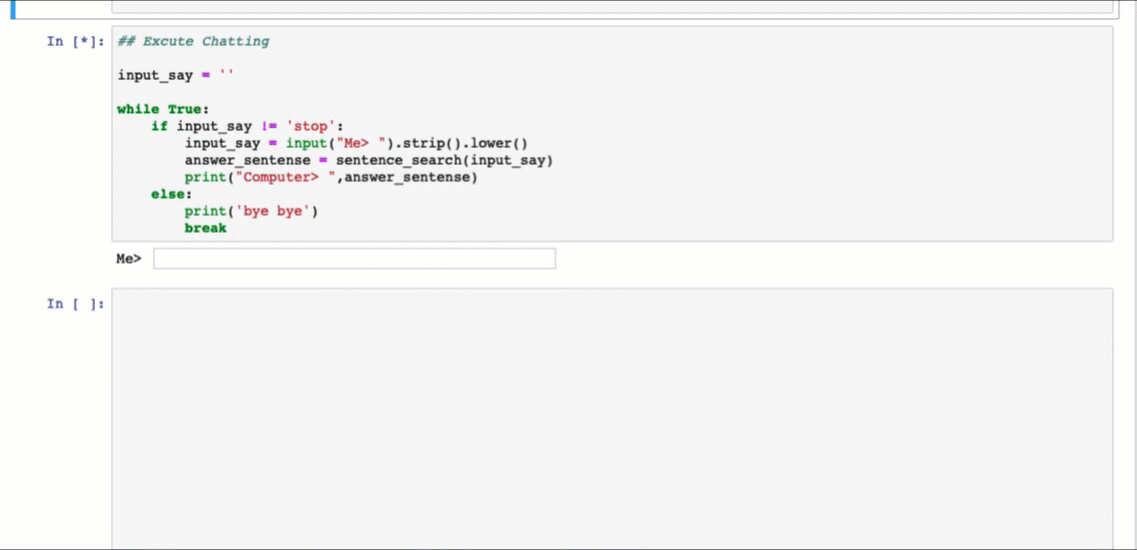 In [*]:
## Excute Chatting
input_say = ''
while True:
    if input_say != 'stop':
        input_say = input("Me> ").strip().lower()
        answer_sentense = sentence_search(input_say)
        print("Computer> ",answer_sentense)
    else:
        print('bye bye')
        break
Me>
In [ ]: